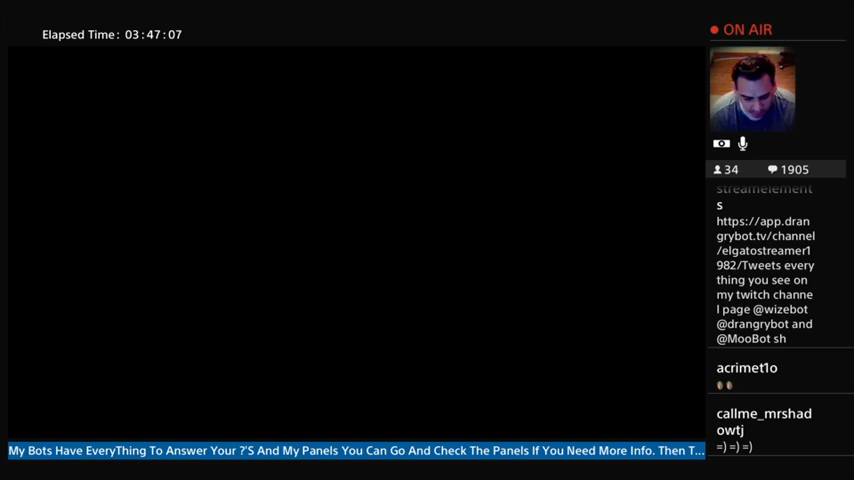 Elapsed Time: 03:47:07
ON AIR
34 1905
streamelement
s
https://app.dran
grybot.tv/channel
/elgatostreamer1
982/Tweets every
thing you see on
my twitch channe
l page @wizebot
@drangrybot and
@MooBot sh
acrimet1o
callme_mrshad
owtj
=) =) =)
My Bots Have EveryThing To Answer Your ?'S And My Panels You Can Go And Check The Panels If You Need More Info. Then T...